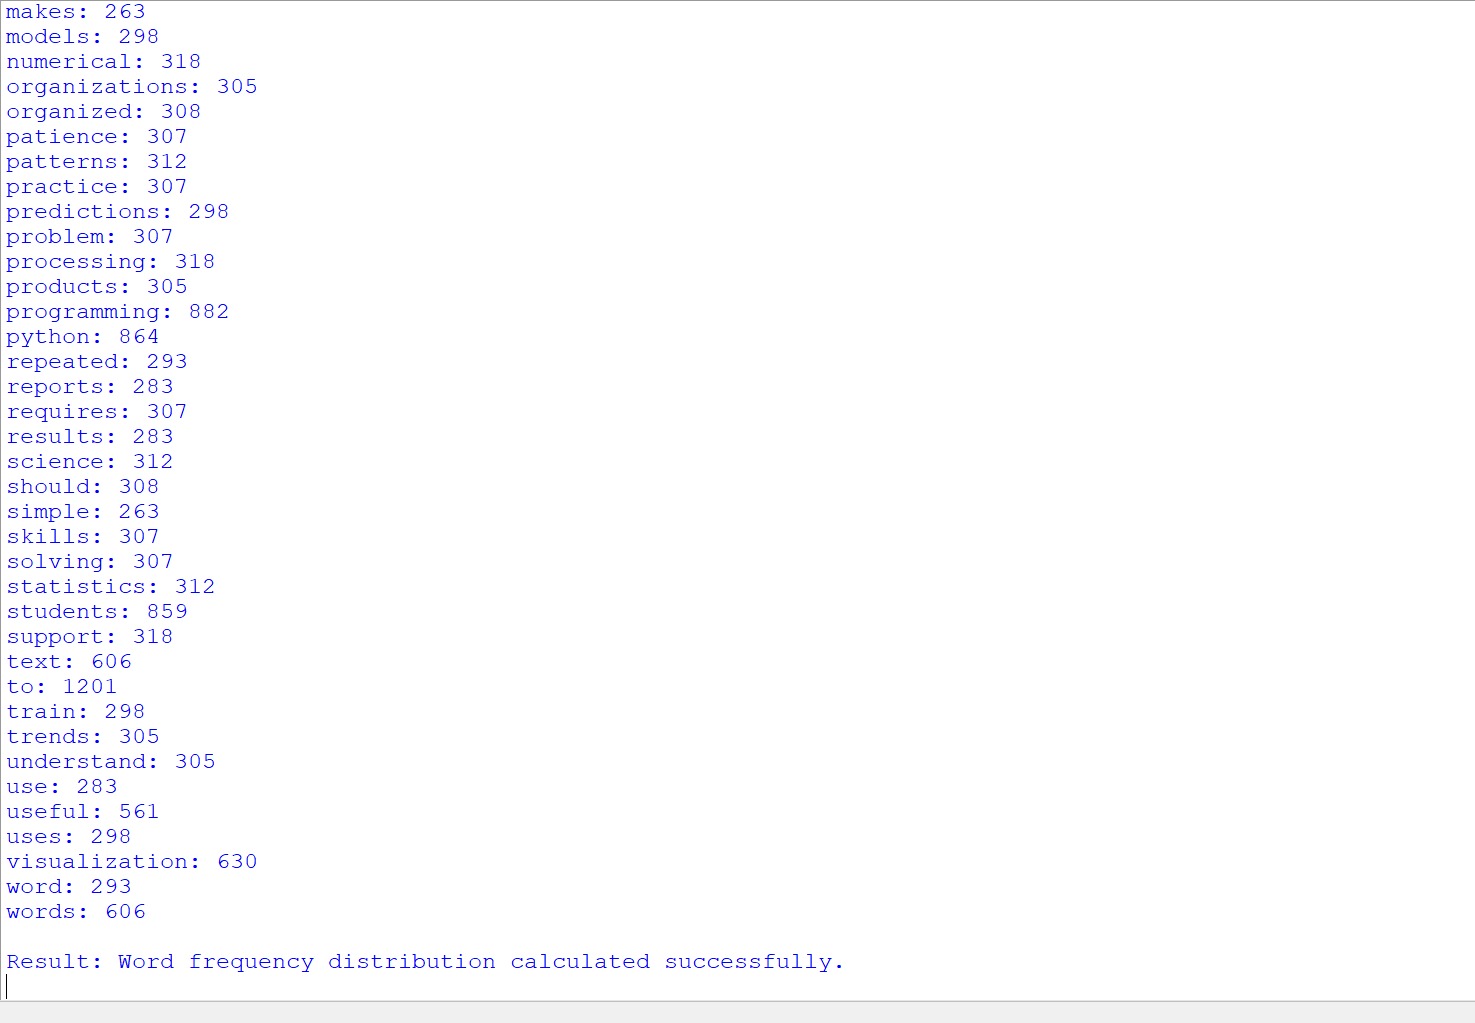 makes: 263
models: 298
numerical: 318
organizations: 305
organized: 308
patience: 307
patterns: 312
practice: 307
predictions: 298
problem: 307
processing: 318
products: 305
programming: 882
python: 864
repeated: 293
reports: 283
requires: 307
results: 283
science: 312
should: 308
simple: 263
skills: 307
solving: 307
statistics: 312
students: 859
support: 318
text: 606
to: 1201
train: 298
trends: 305
understand: 305
use: 283
useful: 561
uses: 298
visualization: 630
word: 293
words: 606
Result: Word frequency distribution calculated successfully.